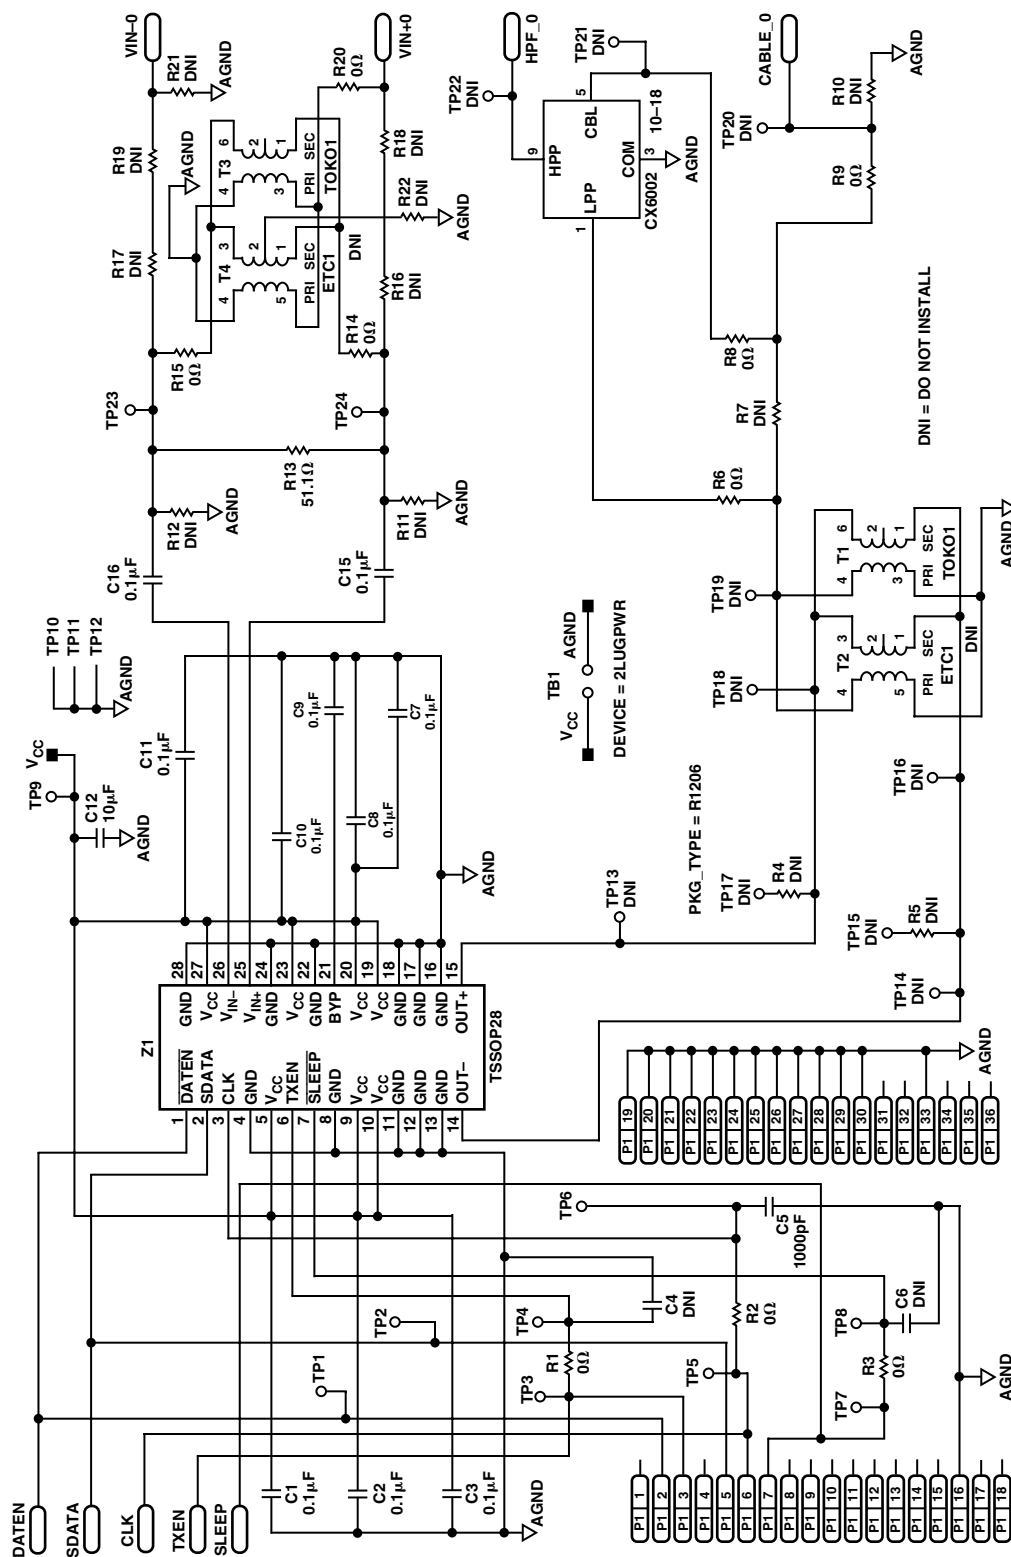 VIN–0
R21
DNI
AGND
R19
DNI
R17
DNI
R15
0Ω
TP23
R12
DNI
AGND
C16
0.1µF
AGND
T3
4
6
2
3
1
PRI SEC
TOKO1
T4
4
3
2
5
1
PRI SEC
ETC1
DNI
R20
0Ω
VIN+0
R18
DNI
R22
DNI
AGND
R16
DNI
R14
0Ω
TP24
R13
51.1Ω
R11
DNI
AGND
C15
0.1µF
HPF_0
TP22
DNI
TP21
DNI
9
HPP
5
CBL
10–18
1
LPP
COM
3
CX6002
AGND
CABLE_0
TP20
DNI
R10
DNI
AGND
R9
0Ω
R8
0Ω
R7
DNI
R6
0Ω
DNI = DO NOT INSTALL
TP10
TP11
TP12
AGND
VCC
TP9
C12
10µF
AGND
C11
0.1µF
C10
0.1µF
C9
0.1µF
C8
0.1µF
C7
0.1µF
AGND
TB1
VCC
AGND
DEVICE = 2LUGPWR
TP19
DNI
TP18
DNI
T1
4
6
2
3
1
PRI SEC
TOKO1
T2
4
3
2
5
1
PRI SEC
ETC1
DNI
AGND
PKG_TYPE = R1206
TP17
DNI
R4
DNI
TP16
DNI
TP15
DNI
R5
DNI
TP14
DNI
TP13
DNI
Z1
TSSOP28
1 DATEN
2 SDATA
3 CLK
4 GND
5 VCC
6 TXEN
7 SLEEP
8 GND
9 VCC
10 VCC
11 GND
12 GND
13 GND
14 OUT–
28 GND
27 VCC
26 VIN-
25 VIN+
24 GND
23 VCC
22 GND
21 BYP
20 VCC
19 VCC
18 GND
17 GND
16 GND
15 OUT+
P1 19
P1 20
P1 21
P1 22
P1 23
P1 24
P1 25
P1 26
P1 27
P1 28
P1 29
P1 30
P1 31
P1 32
P1 33
P1 34
P1 35
P1 36
AGND
TP6
C5
1000pF
TP2
TP4
C4
DNI
R2
0Ω
TP8
C6
DNI
TP1
TP3
R1
0Ω
TP5
TP7
R3
0Ω
AGND
DATEN
SDATA
CLK
TXEN
SLEEP
C1
0.1µF
C2
0.1µF
C3
0.1µF
AGND
P1 1
P1 2
P1 3
P1 4
P1 5
P1 6
P1 7
P1 8
P1 9
P1 10
P1 11
P1 12
P1 13
P1 14
P1 15
P1 16
P1 17
P1 18